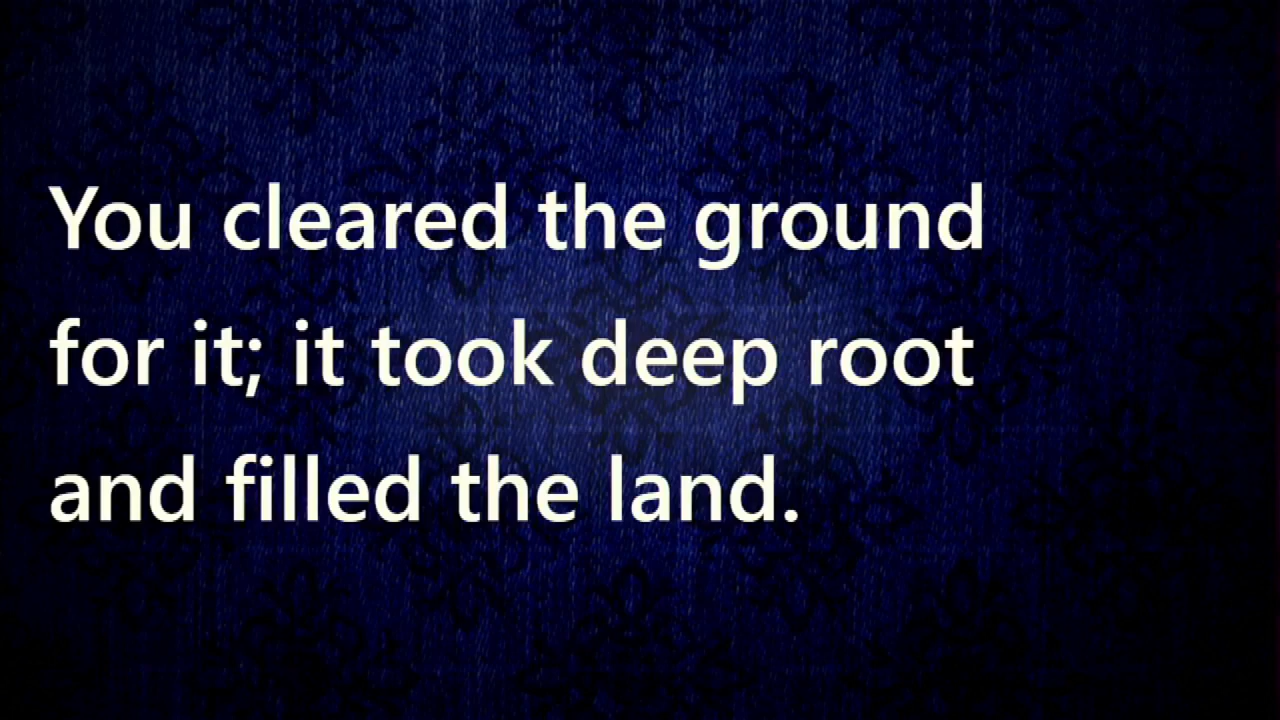 You cleared the ground
for it; it took deep root
and filled the land.